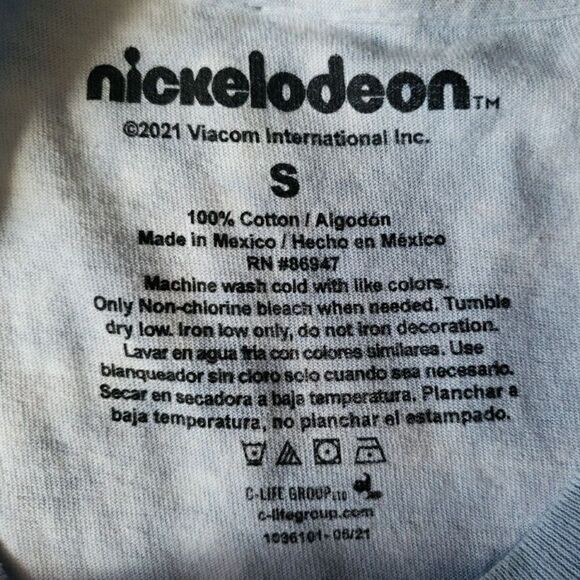 nickelodeon™
©2021 Viacom International Inc.
S
100% Cotton / Algodón
Made in Mexico / Hecho en México
RN #86947
Machine wash cold with like colors.
Only Non-chlorine bleach when needed. Tumble
dry low. Iron low only, do not iron decoration.
Lavar en agua fria con colores similares. Use
blanqueador sin cloro solo cuando sea necesario.
Secar en secadora a baja temperatura. Planchar a
baja temperatura, no planchar el estampado.
C-LIFE GROUP LTD
c-lifegroup.com
1036101- 06/21